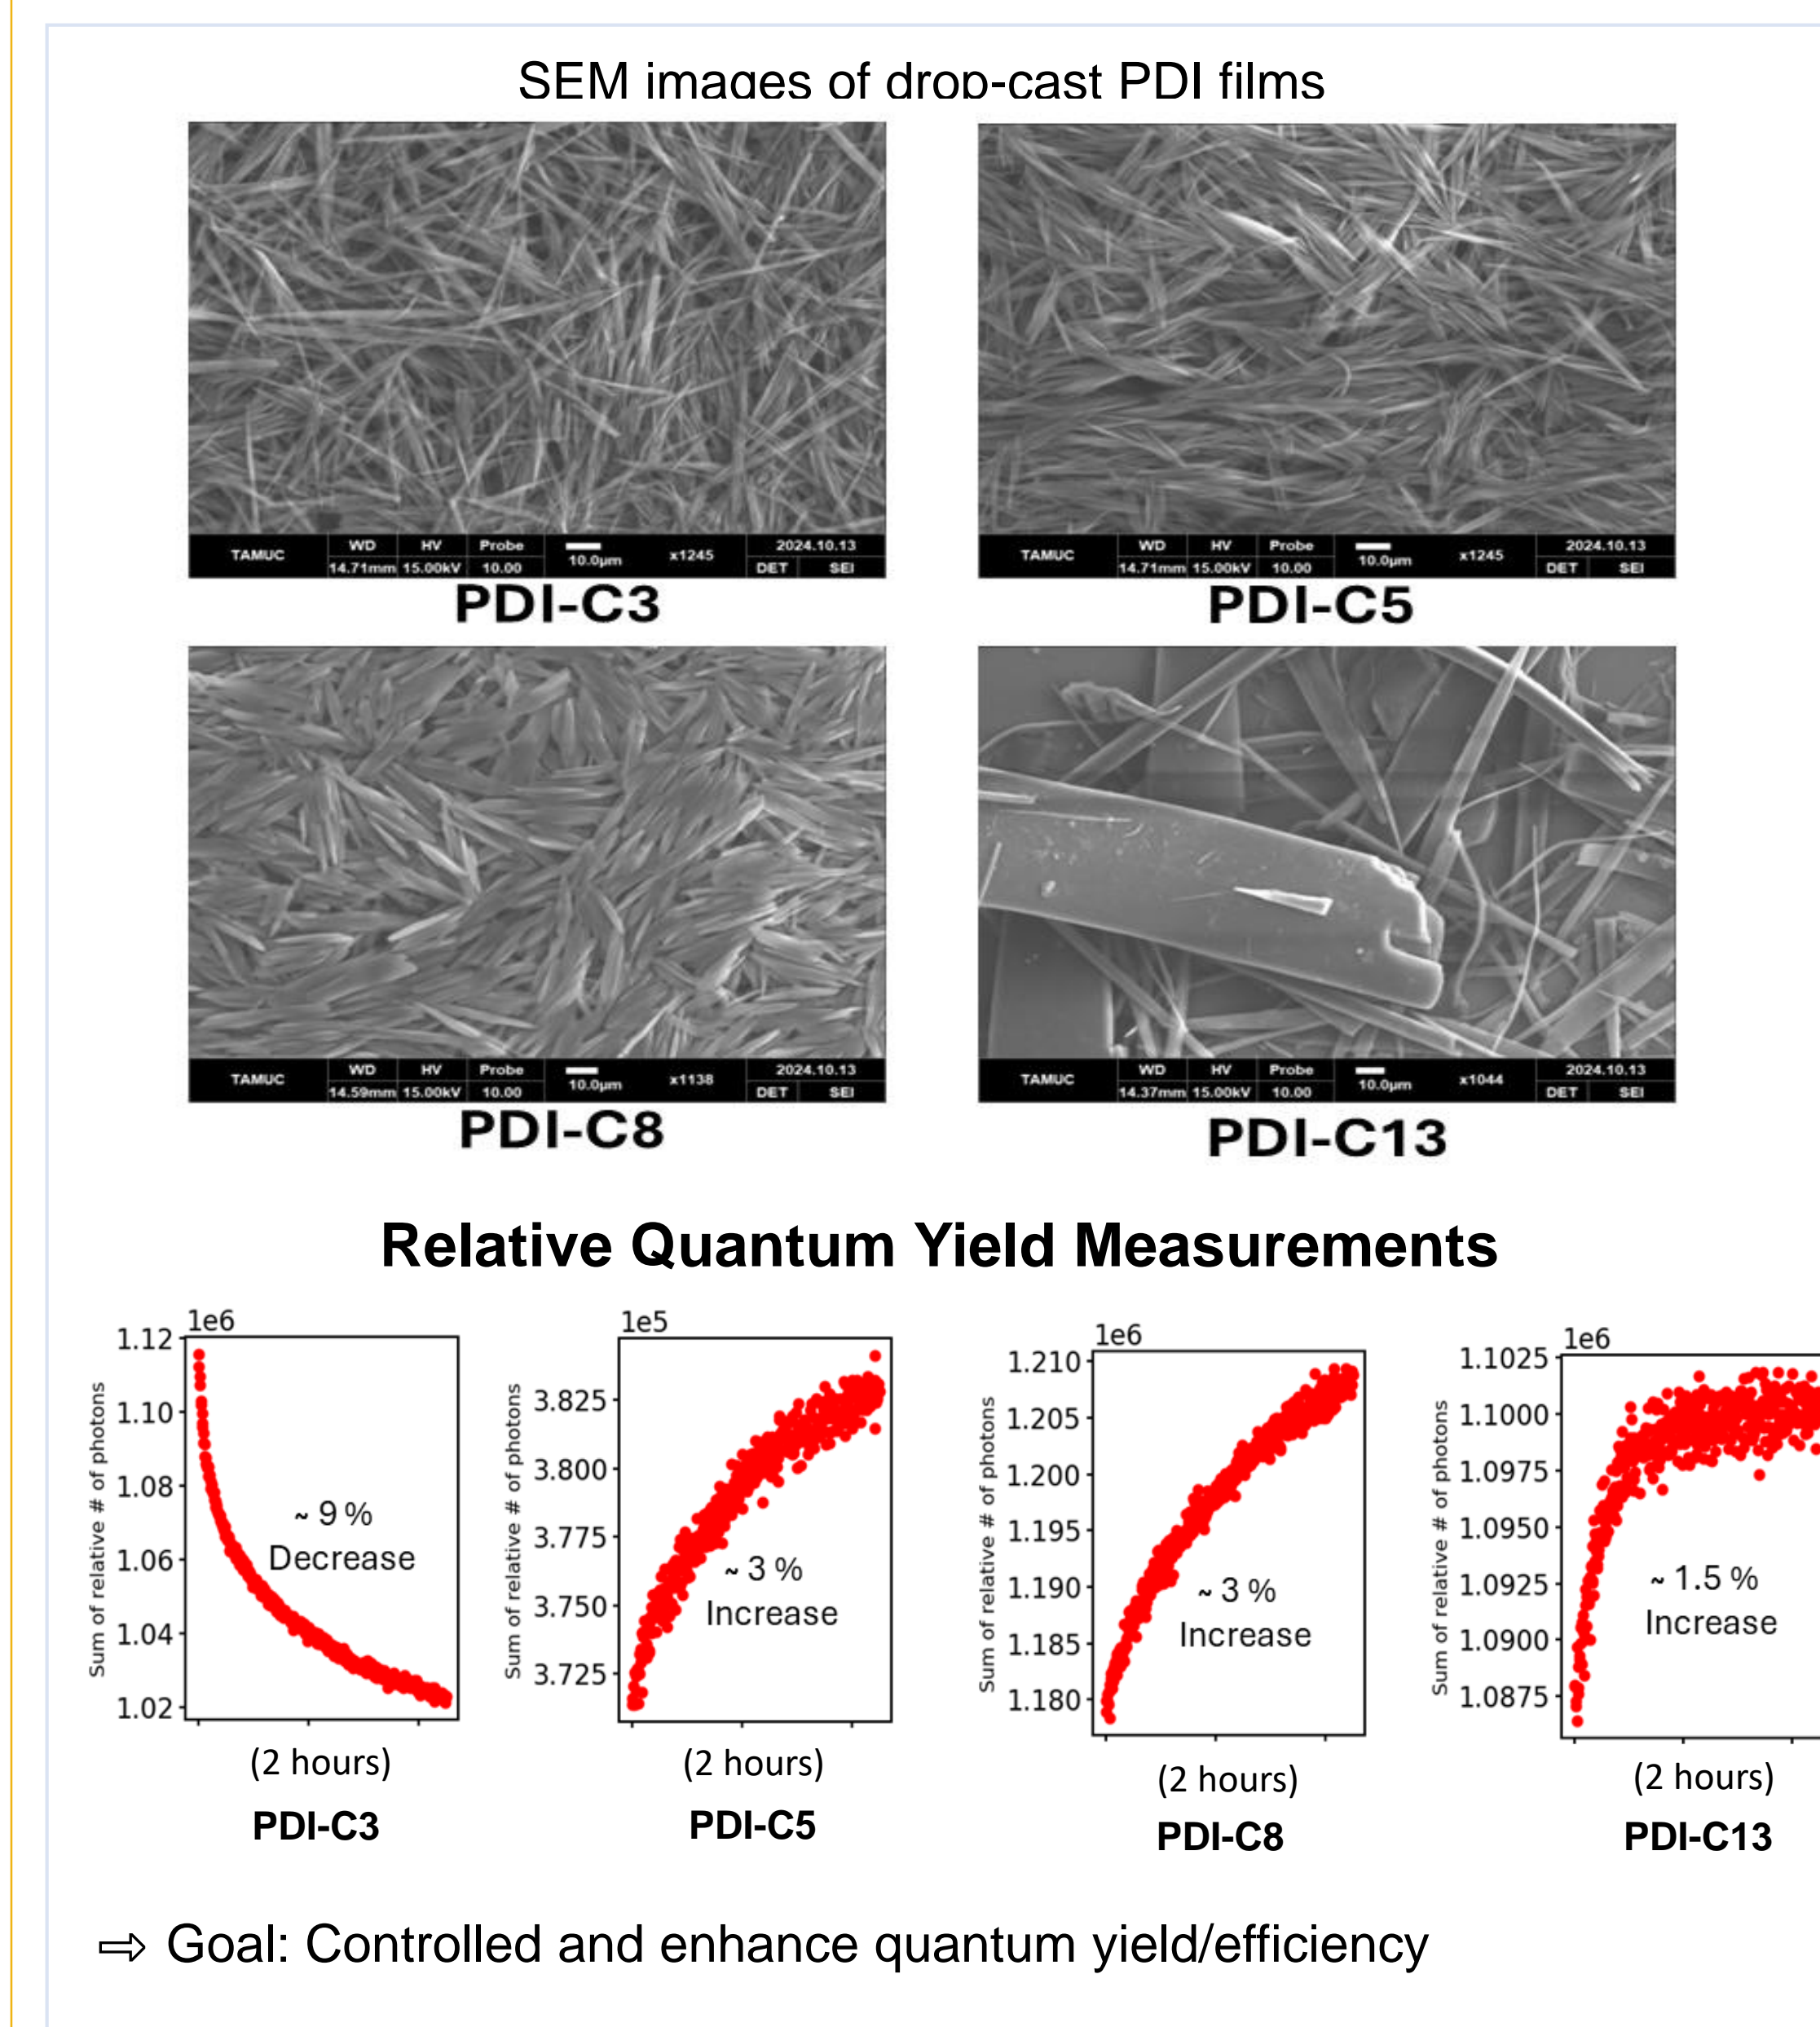 SEM images of drop-cast PDI films
TAMUC WD 14.71mm HV 15.00kV Probe 10.00 10.0µm x1245 2024.10.13 DET SEI
PDI-C3
TAMUC WD 14.71mm HV 15.00kV Probe 10.00 10.0µm x1245 2024.10.13 DET SEI
PDI-C5
TAMUC WD 14.59mm HV 15.00kV Probe 10.00 10.0µm x1138 2024.10.13 DET SEI
PDI-C8
TAMUC WD 14.37mm HV 15.00kV Probe 10.00 10.0µm x1044 2024.10.13 DET SEI
PDI-C13
Relative Quantum Yield Measurements
1e6
Sum of relative # of photons
1.12
1.10
1.08
1.06
1.04
1.02
~ 9 %
Decrease
(2 hours)
PDI-C3
1e5
Sum of relative # of photons
3.825
3.800
3.775
3.750
3.725
~ 3 %
Increase
(2 hours)
PDI-C5
1e6
Sum of relative # of photons
1.210
1.205
1.200
1.195
1.190
1.185
1.180
~ 3 %
Increase
(2 hours)
PDI-C8
1e6
Sum of relative # of photons
1.1025
1.1000
1.0975
1.0950
1.0925
1.0900
1.0875
~ 1.5 %
Increase
(2 hours)
PDI-C13
⇨ Goal: Controlled and enhance quantum yield/efficiency